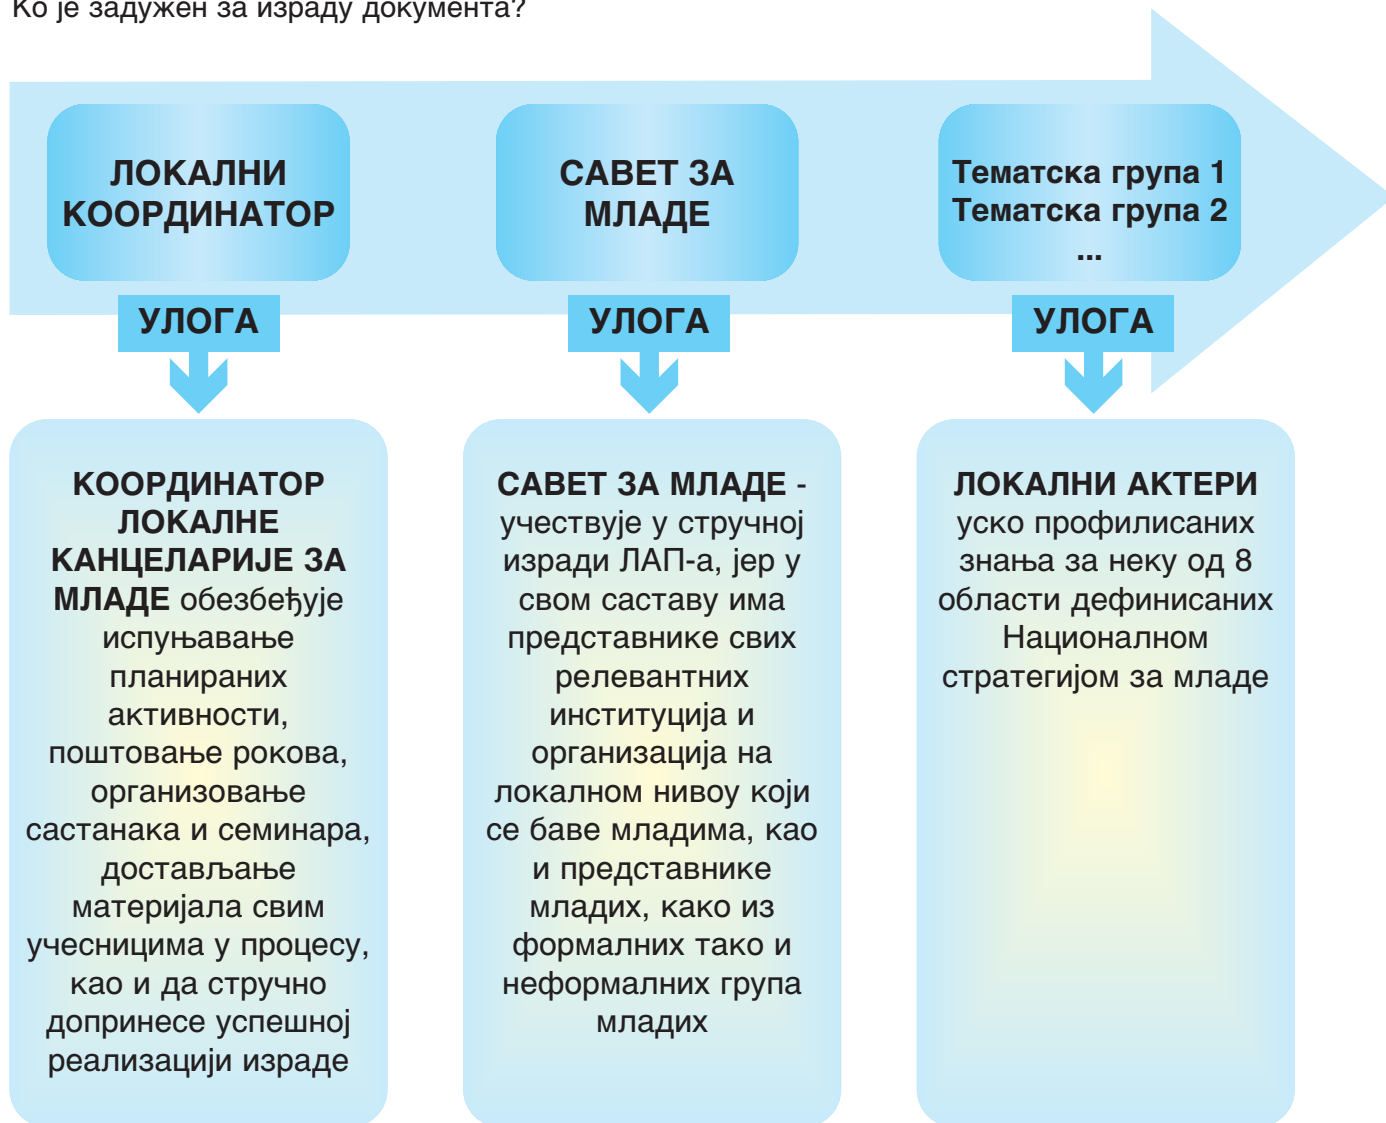 Ко је задужен за израду документа?
ЛОКАЛНИ
КООРДИНАТОР
САВЕТ ЗА
МЛАДЕ
Тематска група 1
Тематска група 2
...
УЛОГА
УЛОГА
УЛОГА
КООРДИНАТОР
ЛОКАЛНЕ
КАНЦЕЛАРИЈЕ ЗА
МЛАДЕ обезбеђује
испуњавање
планираних
активности,
поштовање рокова,
организовање
састанака и семинара,
достављање
материјала свим
учесницима у процесу,
као и да стручно
допринесе успешној
реализацији израде
САВЕТ ЗА МЛАДЕ -
учествује у стручној
изради ЛАП-а, јер у
свом саставу има
представнике свих
релевантних
институција и
организација на
локалном нивоу који
се баве младима, као
и представнике
младих, како из
формалних тако и
неформалних група
младих
ЛОКАЛНИ АКТЕРИ
уско профилисаних
знања за неку од 8
области дефинисаних
Националном
стратегијом за младе